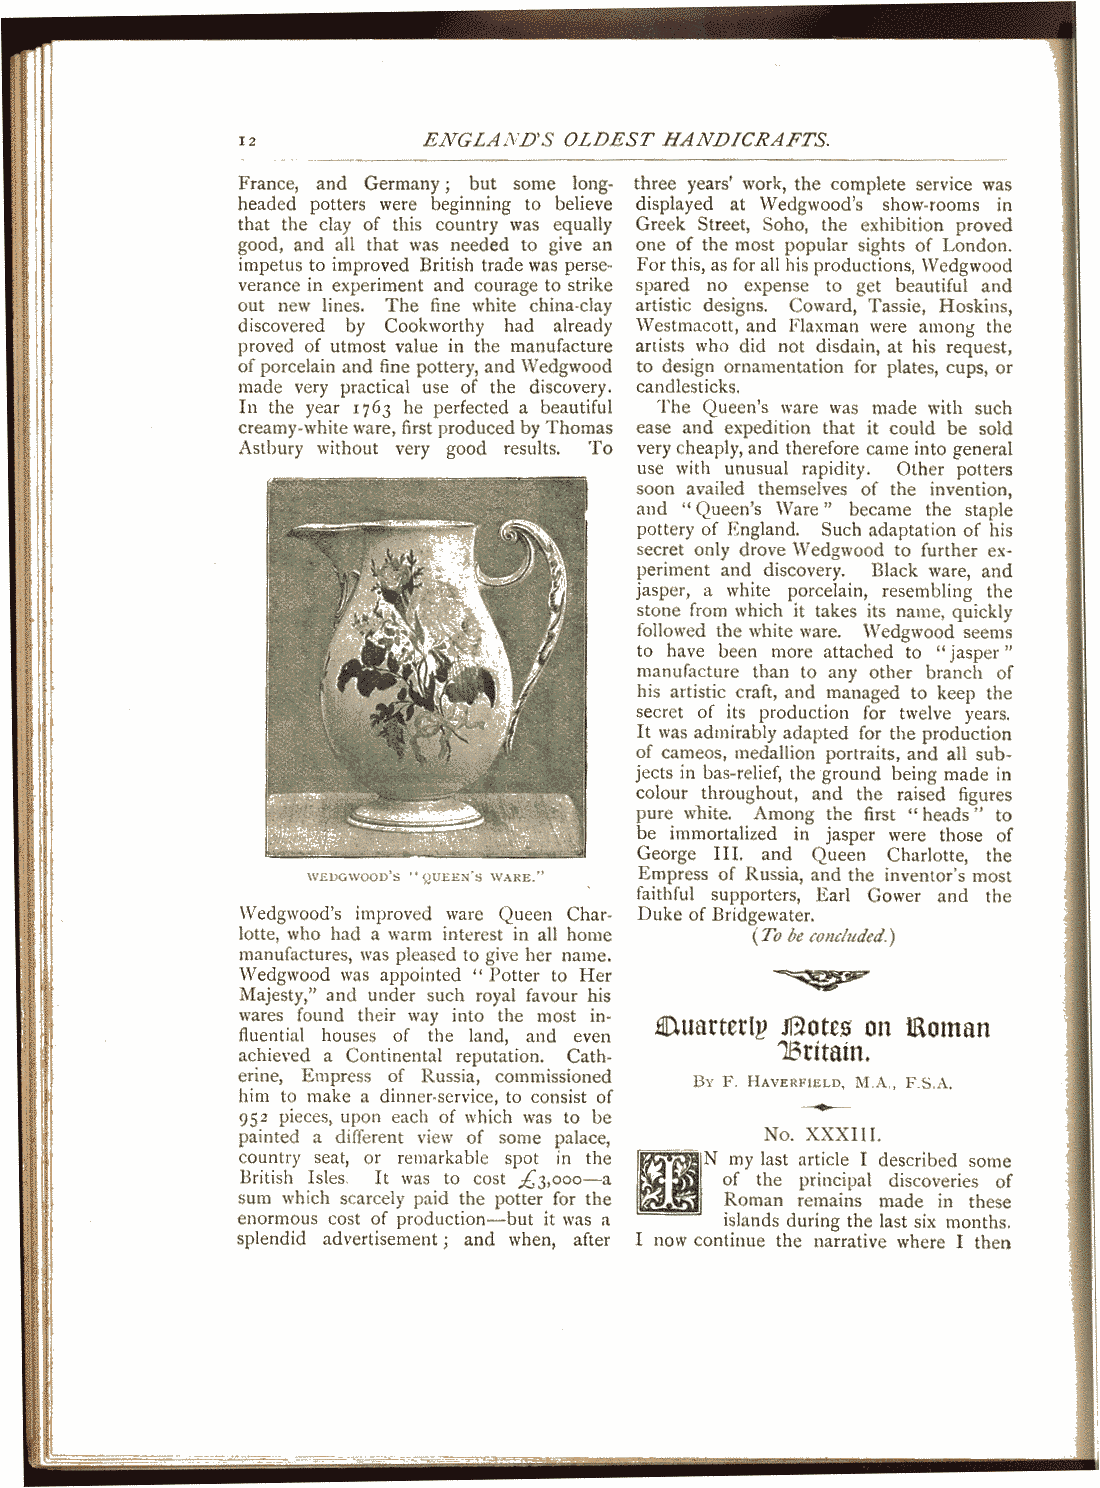 12
ENGLAND'S OLDEST HANDICRAFTS.
France, and Germany; but some long-
headed potters were beginning to believe
that the clay of this country was equally
good, and all that was needed to give an
impetus to improved British trade was perse-
verance in experiment and courage to strike
out new lines. The fine white china-clay
discovered by Cookworthy had already
proved of utmost value in the manufacture
of porcelain and fine pottery, and Wedgwood
made very practical use of the discovery.
In the year 1763 he perfected a beautiful
creamy-white ware, first produced by Thomas
Astbury without very good results. To
WEDGWOOD'S "QUEEN'S WARE."
Wedgwood's improved ware Queen Char-
lotte, who had a warm interest in all home
manufactures, was pleased to give her name.
Wedgwood was appointed "Potter to Her
Majesty," and under such royal favour his
wares found their way into the most in-
fluential houses of the land, and even
achieved a Continental reputation. Cath-
erine, Empress of Russia, commissioned
him to make a dinner-service, to consist of
952 pieces, upon each of which was to be
painted a different view of some palace,
country seat, or remarkable spot in the
British Isles. It was to cost £3,000—a
sum which scarcely paid the potter for the
enormous cost of production—but it was a
splendid advertisement; and when, after
three years' work, the complete service was
displayed at Wedgwood's show-rooms in
Greek Street, Soho, the exhibition proved
one of the most popular sights of London.
For this, as for all his productions, Wedgwood
spared no expense to get beautiful and
artistic designs. Coward, Tassie, Hoskins,
Westmacott, and Flaxman were among the
artists who did not disdain, at his request,
to design ornamentation for plates, cups, or
candlesticks.
The Queen's ware was made with such
ease and expedition that it could be sold
very cheaply, and therefore came into general
use with unusual rapidity. Other potters
soon availed themselves of the invention,
and "Queen's Ware" became the staple
pottery of England. Such adaptation of his
secret only drove Wedgwood to further ex-
periment and discovery. Black ware, and
jasper, a white porcelain, resembling the
stone from which it takes its name, quickly
followed the white ware. Wedgwood seems
to have been more attached to "jasper"
manufacture than to any other branch of
his artistic craft, and managed to keep the
secret of its production for twelve years.
It was admirably adapted for the production
of cameos, medallion portraits, and all sub-
jects in bas-relief, the ground being made in
colour throughout, and the raised figures
pure white. Among the first "heads" to
be immortalized in jasper were those of
George III. and Queen Charlotte, the
Empress of Russia, and the inventor's most
faithful supporters, Earl Gower and the
Duke of Bridgewater.
(To be concluded.)
Quarterly Notes on Roman
Britain.
BY F. HAVERFIELD, M.A., F.S.A.
No. XXXIII.
IN my last article I described some
of the principal discoveries of
Roman remains made in these
islands during the last six months.
I now continue the narrative where I then